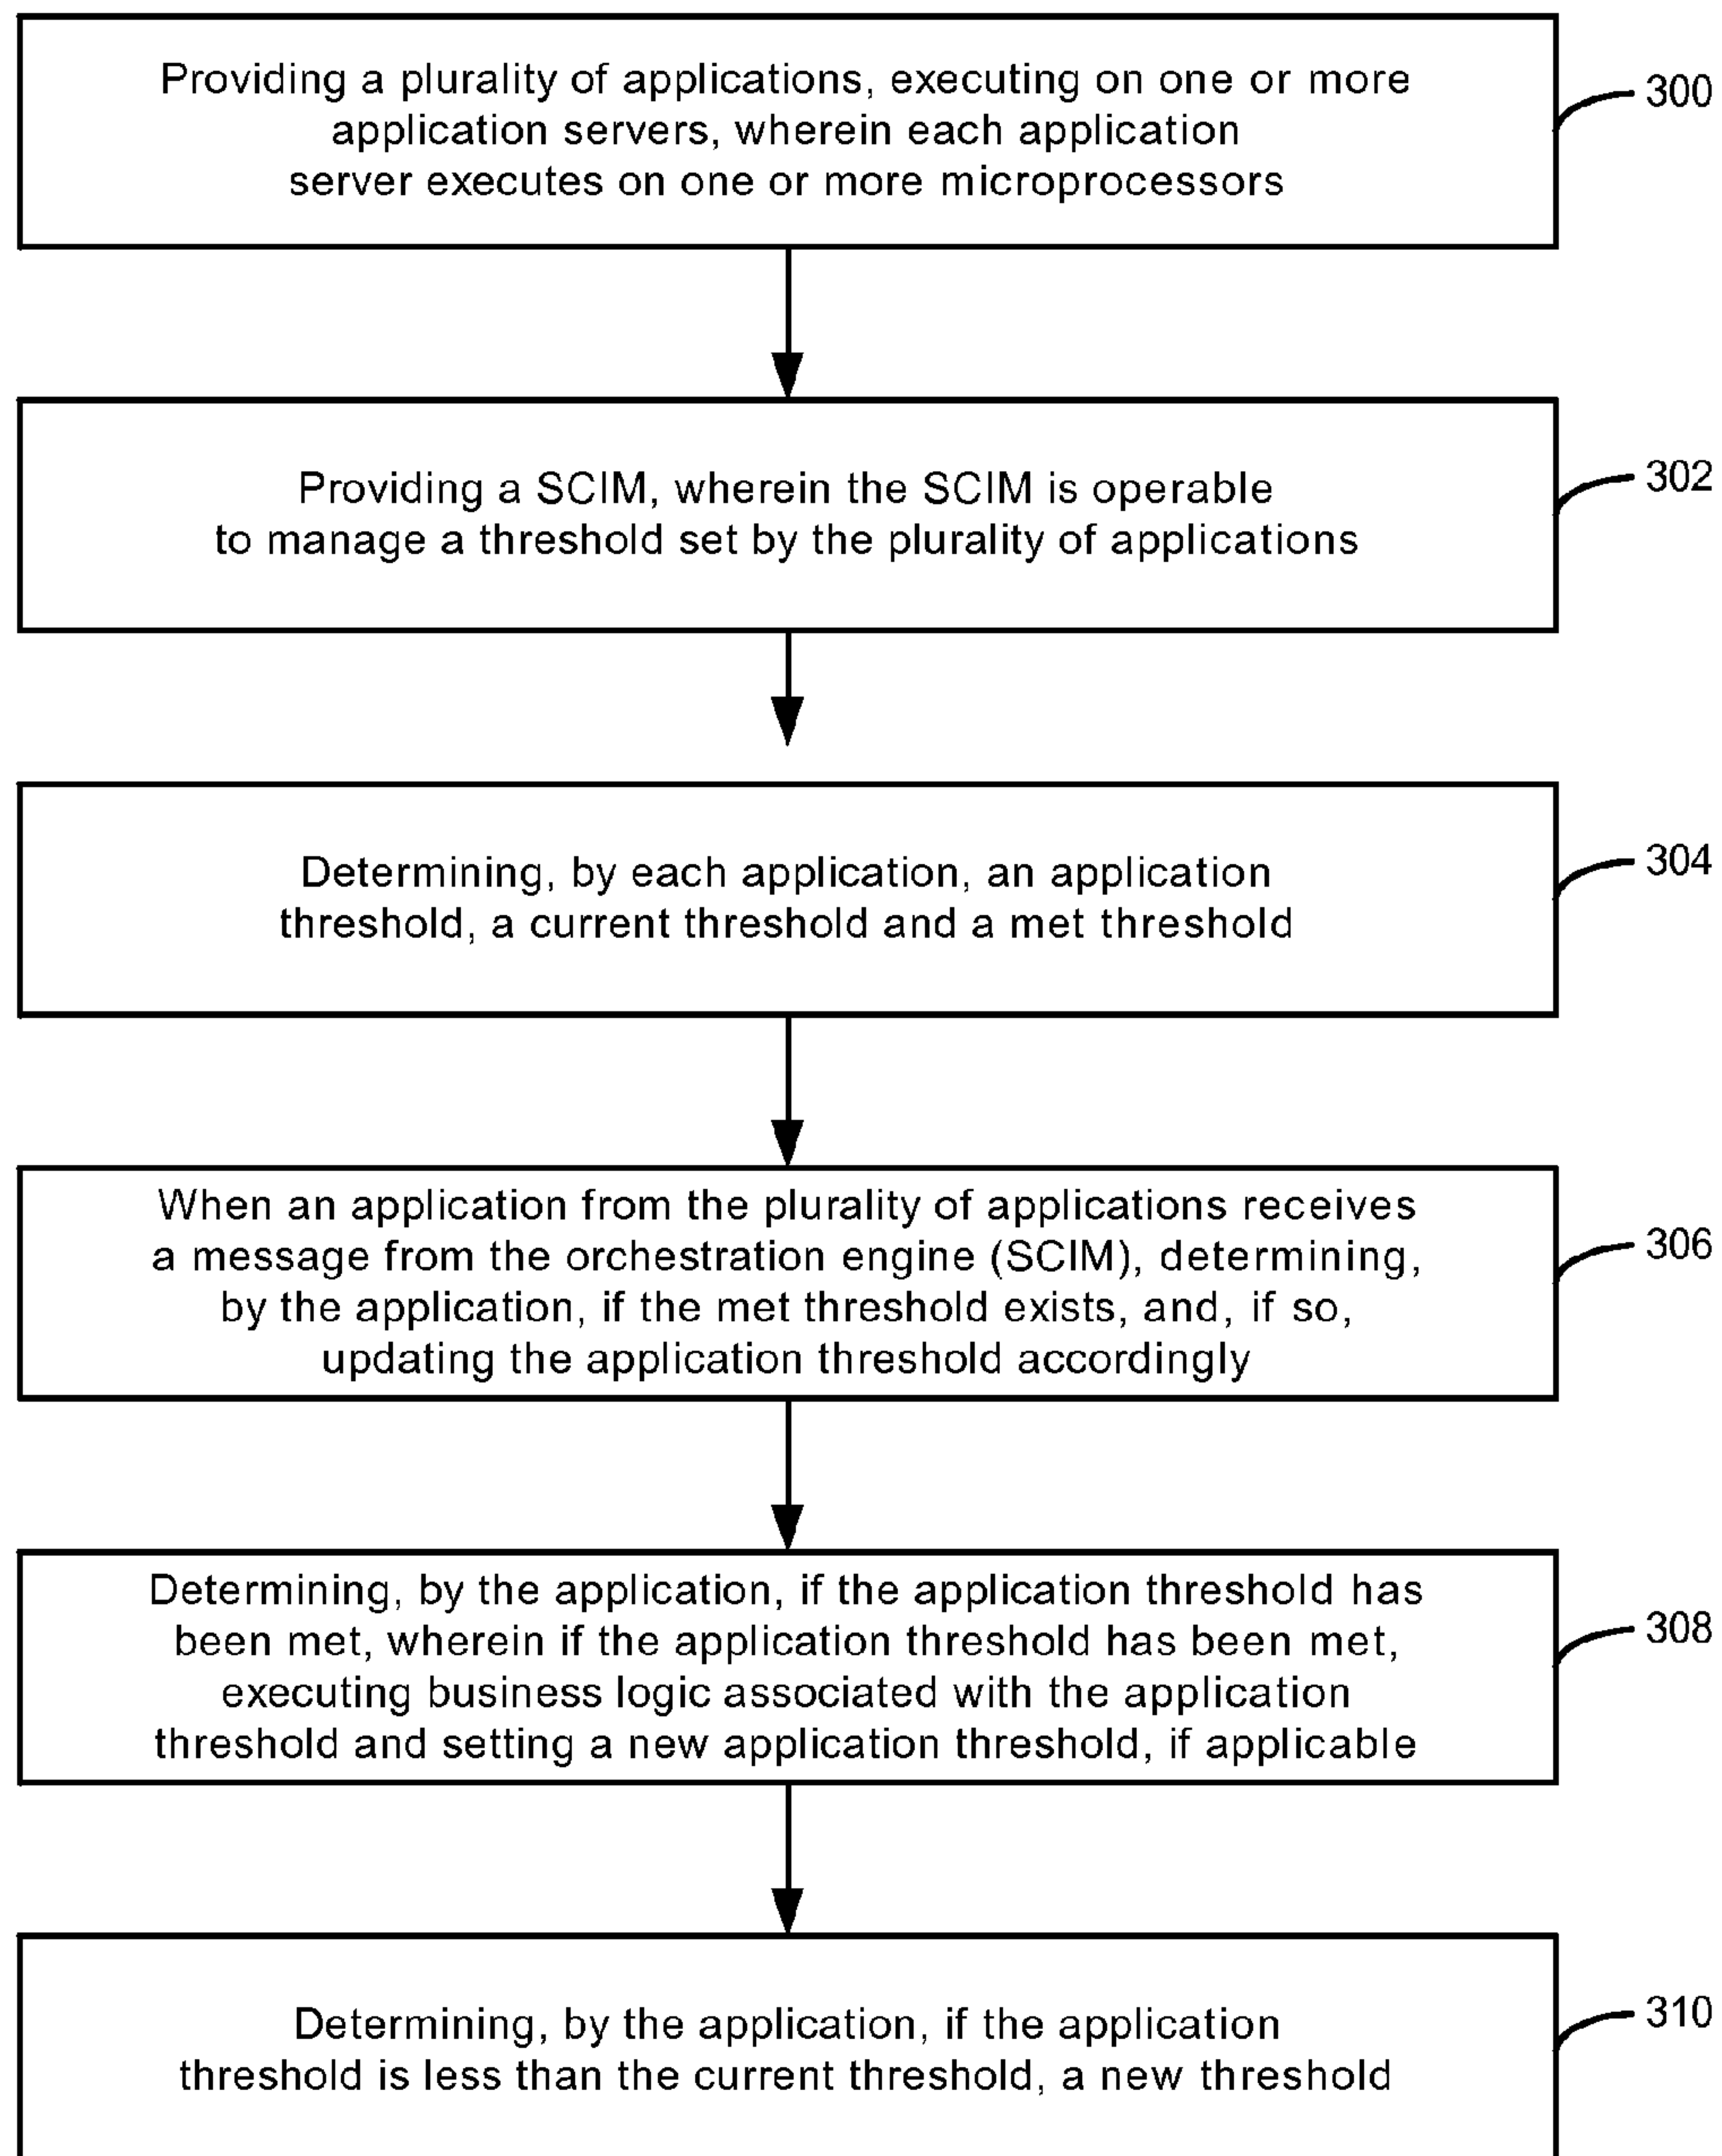 Providing a plurality of applications, executing on one or more
application servers, wherein each application
server executes on one or more microprocessors
300
Providing a SCIM, wherein the SCIM is operable
to manage a threshold set by the plurality of applications
302
Determining, by each application, an application
threshold, a current threshold and a met threshold
304
When an application from the plurality of applications receives
a message from the orchestration engine (SCIM), determining,
by the application, if the met threshold exists, and, if so,
updating the application threshold accordingly
306
Determining, by the application, if the application threshold has
been met, wherein if the application threshold has been met,
executing business logic associated with the application
threshold and setting a new application threshold, if applicable
308
Determining, by the application, if the application
threshold is less than the current threshold, a new threshold
310